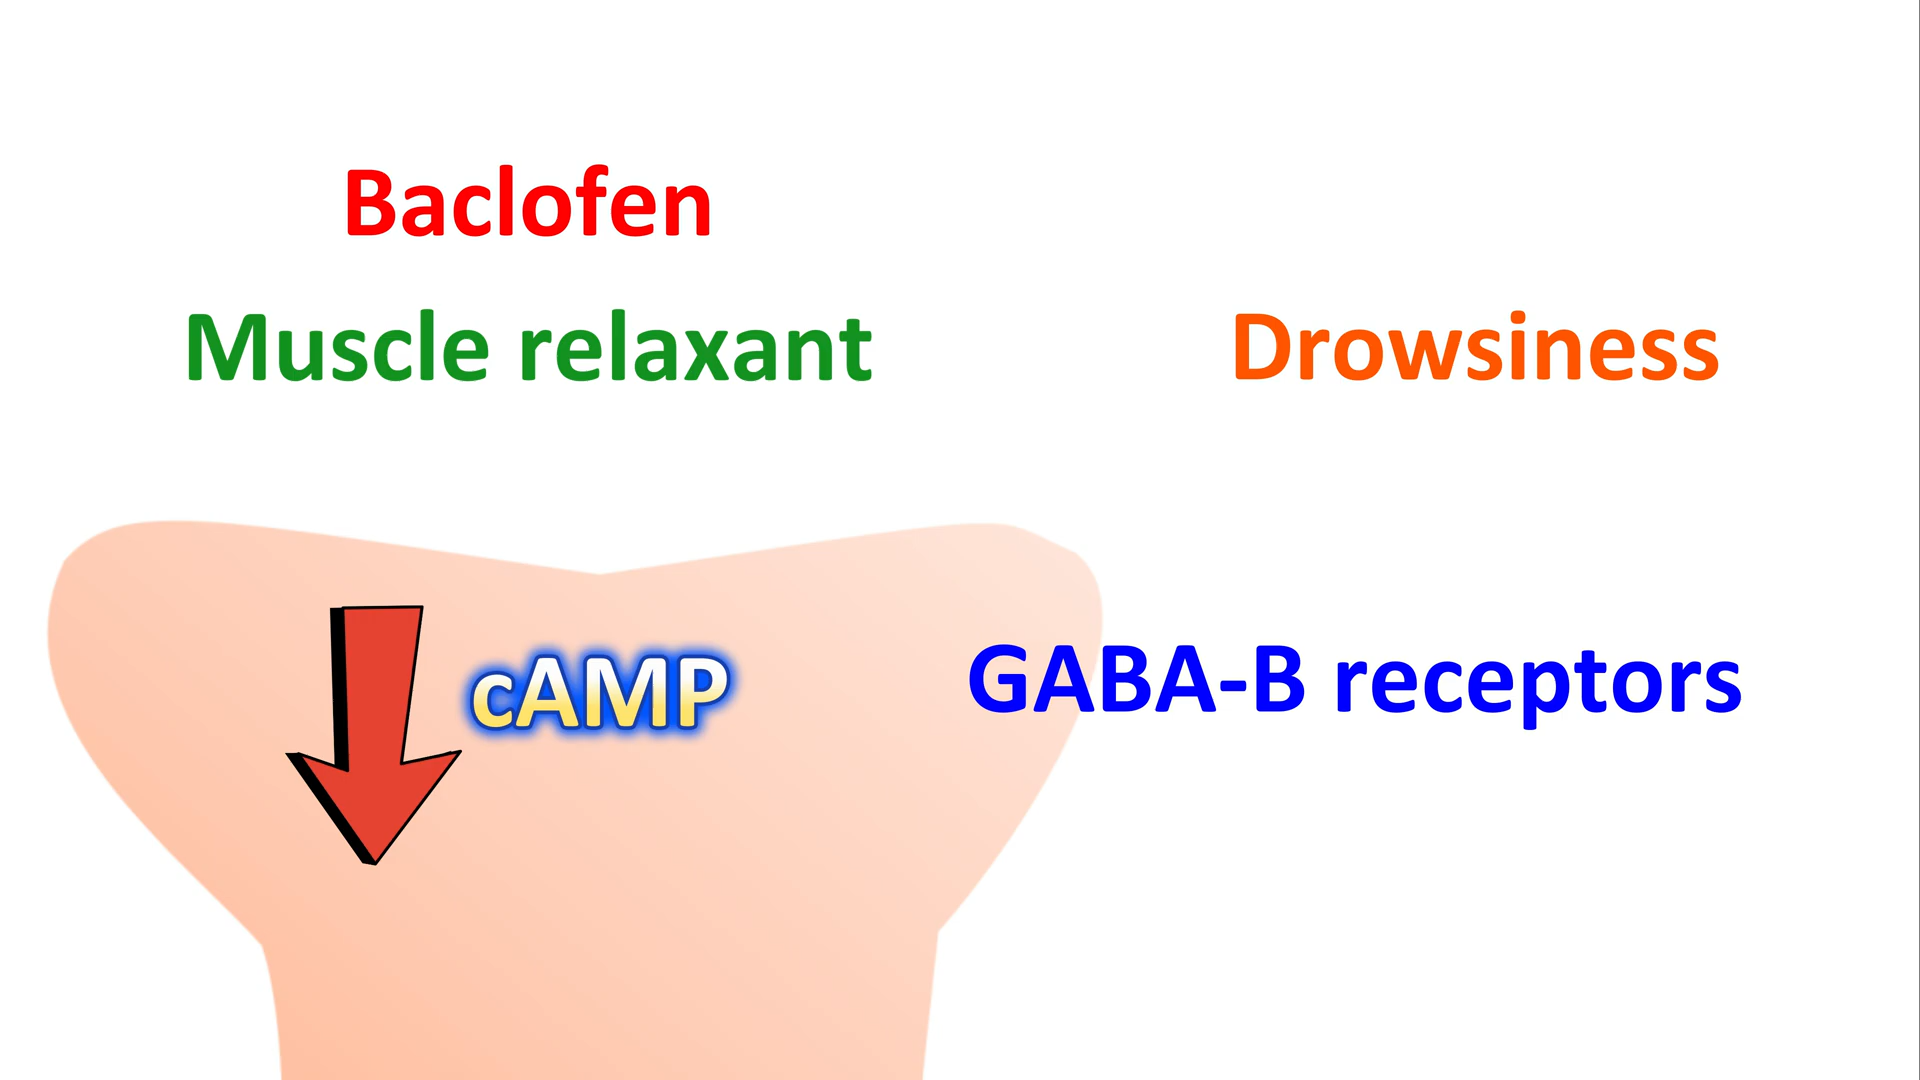 Baclofen
Muscle relaxant
Drowsiness
cAMP
GABA-B receptors